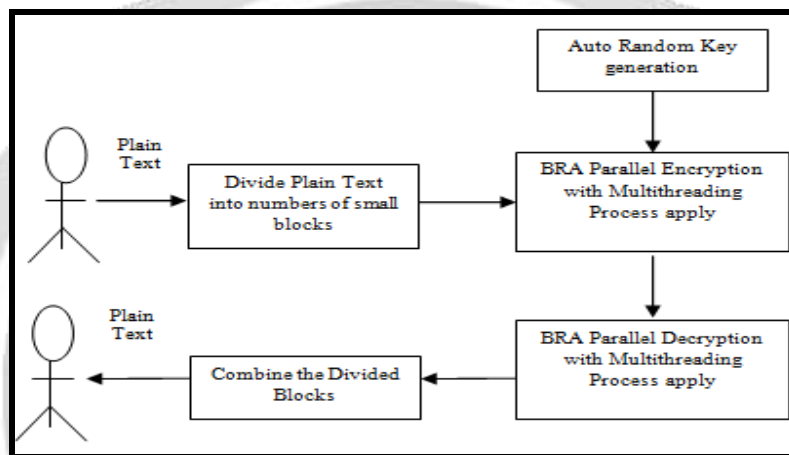 Auto Random Key
generation
Plain
Text
Divide Plain Text
into numbers of small
blocks
BRA Parallel Encryption
with Multithreading
Process apply
Plain
Text
Combine the Divided
Blocks
BRA Parallel Decryption
with Multithreading
Process apply